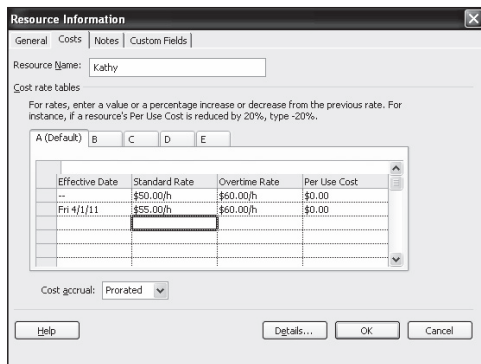 Resource Information
General Costs Notes Custom Fields
Resource Name: Kathy
Cost rate tables
For rates, enter a value or a percentage increase or decrease from the previous rate. For
instance, if a resource's Per Use Cost is reduced by 20%, type -20%.
A (Default) B C D E
Effective Date Standard Rate Overtime Rate Per Use Cost
-- $50.00/h $60.00/h $0.00
Fri 4/1/11 $55.00/h $60.00/h $0.00
Cost accrual: Prorated
Help Details... OK Cancel